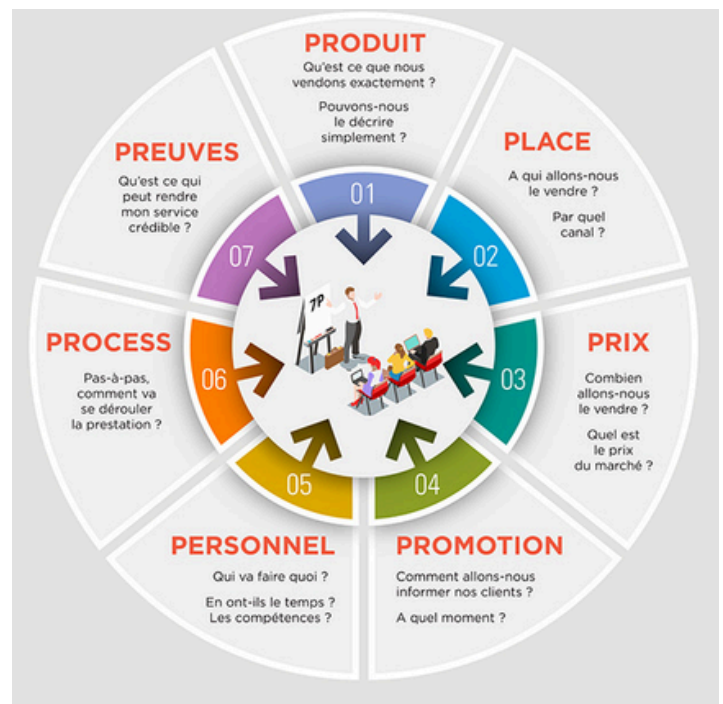 PRODUIT
Qu'est ce que nous
vendons exactement ?
Pouvons-nous
le décrire
simplement ?
01
PLACE
A qui allons-nous
le vendre ?
Par quel
canal ?
02
PRIX
Combien
allons-nous
le vendre ?
Quel est
le prix
du marché ?
03
PROMOTION
Comment allons-nous
informer nos clients ?
A quel moment ?
04
PERSONNEL
Qui va faire quoi ?
En ont-ils le temps ?
Les compétences ?
05
PROCESS
Pas-à-pas,
comment va
se dérouler
la prestation ?
06
PREUVES
Qu'est ce qui
peut rendre
mon service
crédible ?
07
7P